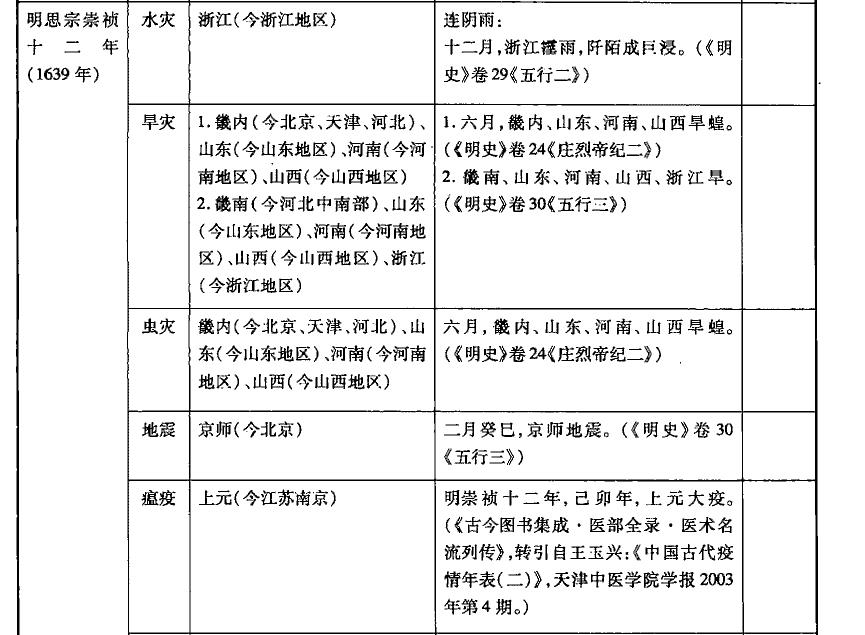 明思宗崇祯
十二年
(1639年)
水灾
浙江(今浙江地区)
连阴雨:
十二月,浙江霪雨,阡陌成巨浸。(《明
史》卷29《五行二》)
旱灾
1.畿内(今北京、天津、河北)、
山东(今山东地区)、河南(今河
南地区)、山西(今山西地区)
2.畿南(今河北中南部)、山东
(今山东地区)、河南(今河南地
区)、山西(今山西地区)、浙江
(今浙江地区)
1.六月,畿内、山东、河南、山西旱蝗。
(《明史》卷24《庄烈帝纪二》)
2.畿南、山东、河南、山西、浙江旱。
(《明史》卷30《五行三》)
虫灾
畿内(今北京、天津、河北)、山
东(今山东地区)、河南(今河南
地区)、山西(今山西地区)
六月,畿内、山东、河南、山西旱蝗。
(《明史》卷24《庄烈帝纪二》)
地震
京师(今北京)
二月癸巳,京师地震。(《明史》卷30
《五行三》)
瘟疫
上元(今江苏南京)
明崇祯十二年,己卯年,上元大疫。
(《古今图书集成·医部全录·医术名
流列传》,转引自王玉兴:《中国古代疫
情年表(二)》,天津中医学院学报2003
年第4期。)